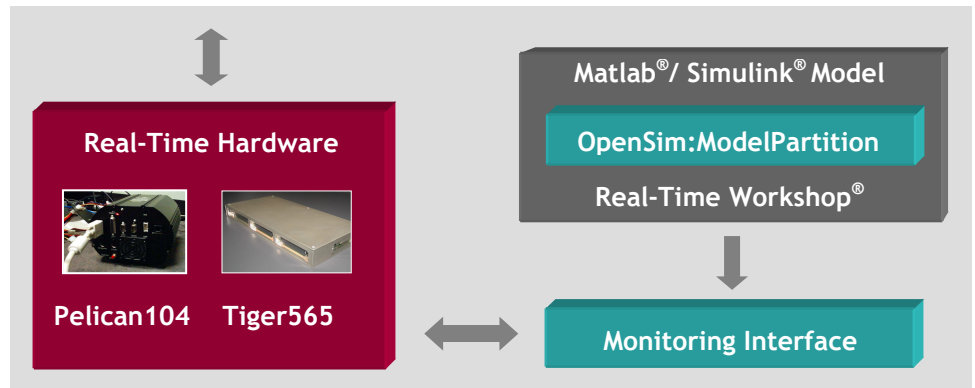 Matlab®/ Simulink® Model
OpenSim:ModelPartition
Real-Time Workshop®
Real-Time Hardware
Pelican104
Tiger565
Monitoring Interface